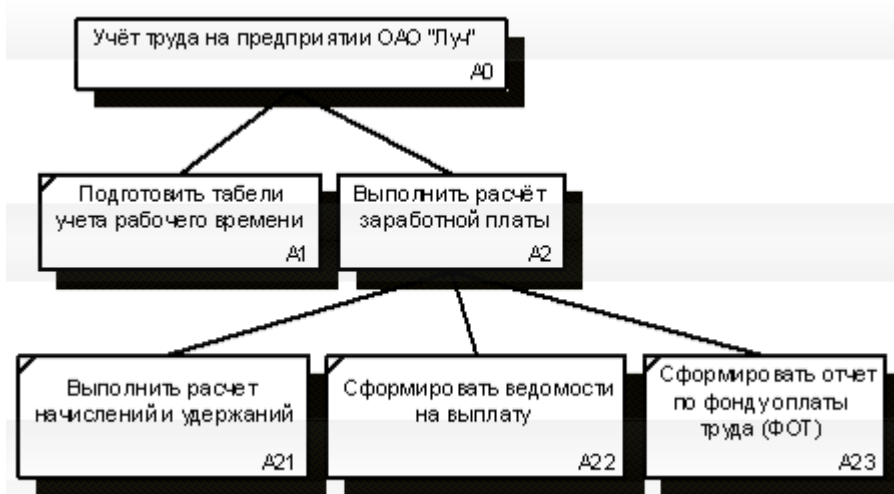 Учёт труда на предприятии ОАО "Луч"
A0
Подготовить табели
учета рабочего времени
A1
Выполнить расчёт
заработной платы
A2
Выполнить расчет
начислений и удержаний
A21
Сформировать ведомости
на выплату
A22
Сформировать отчет
по фонду оплаты
труда (ФОТ)
A23